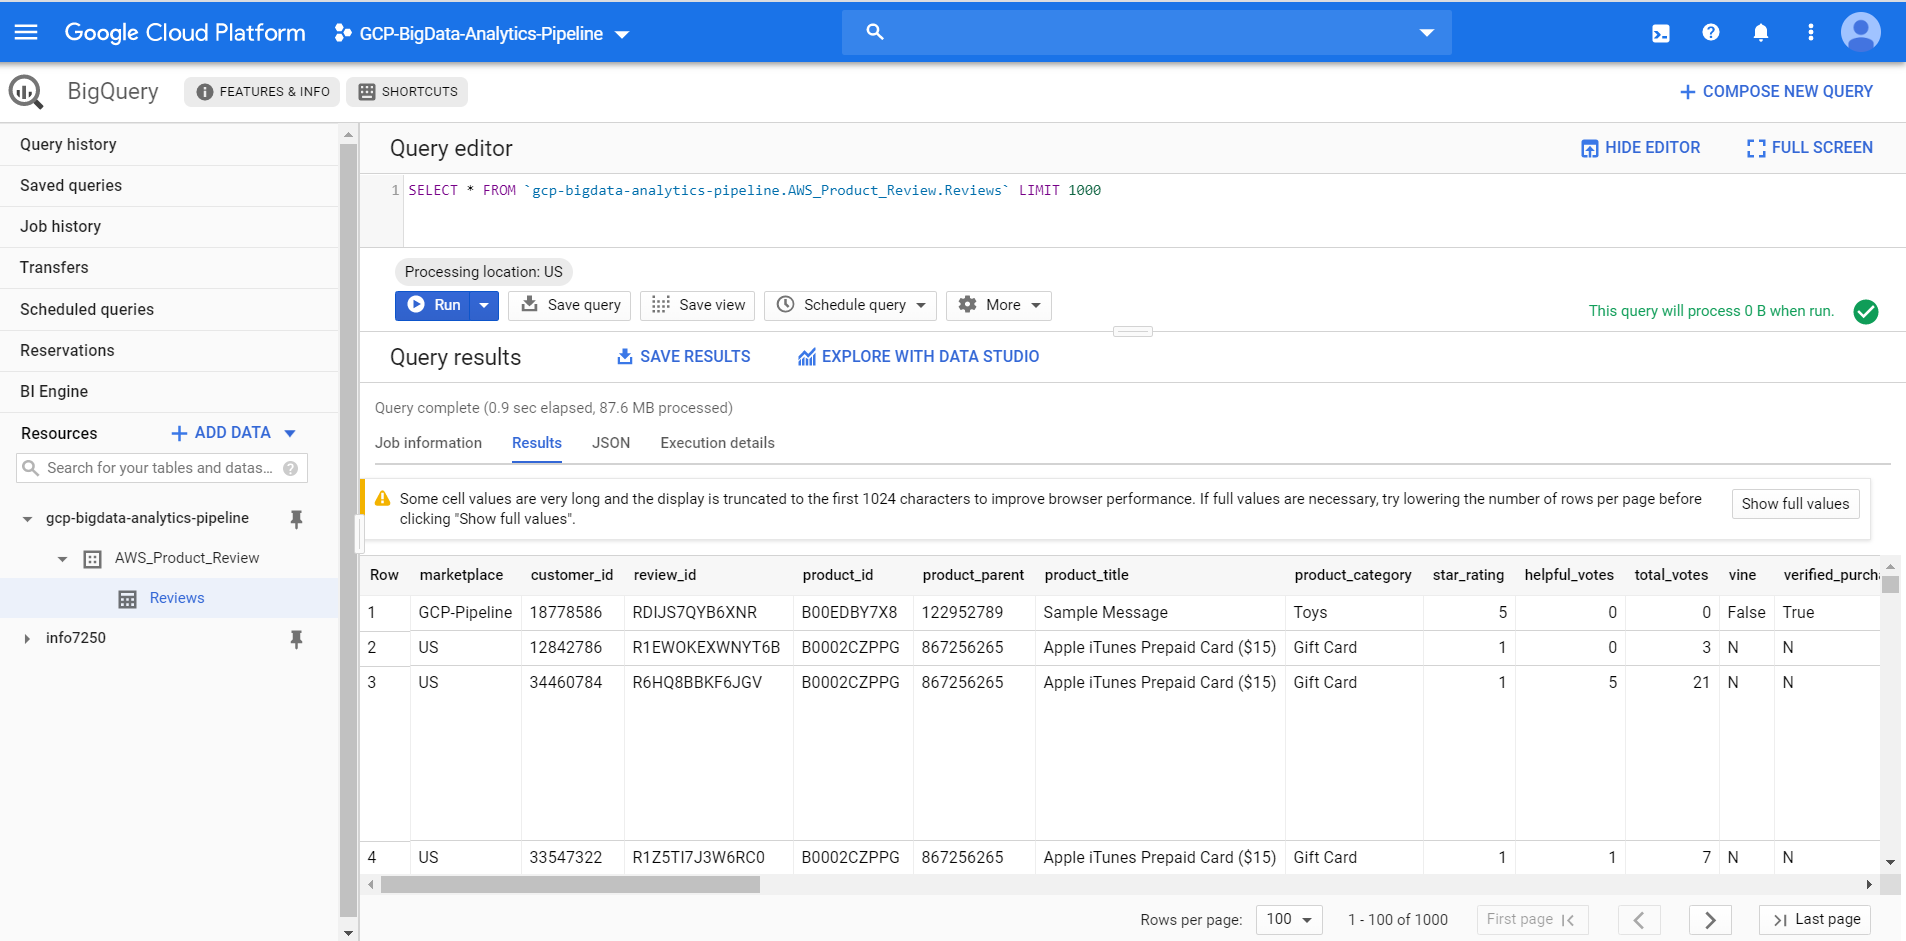 Google Cloud Platform GCP-BigData-Analytics-Pipeline
BigQuery FEATURES & INFO SHORTCUTS COMPOSE NEW QUERY
Query history
Saved queries
Job history
Transfers
Scheduled queries
Reservations
BI Engine
Resources ADD DATA
Search for your tables and datas...
gcp-bigdata-analytics-pipeline
AWS_Product_Review
Reviews
info7250
Query editor HIDE EDITOR FULL SCREEN
1 SELECT * FROM `gcp-bigdata-analytics-pipeline.AWS_Product_Review.Reviews` LIMIT 1000
Processing location: US
Run Save query Save view Schedule query More This query will process 0 B when run.
Query results SAVE RESULTS EXPLORE WITH DATA STUDIO
Query complete (0.9 sec elapsed, 87.6 MB processed)
Job information Results JSON Execution details
Some cell values are very long and the display is truncated to the first 1024 characters to improve browser performance. If full values are necessary, try lowering the number of rows per page before
clicking "Show full values".
Show full values
Row marketplace customer_id review_id product_id product_parent product_title product_category star_rating helpful_votes total_votes vine verified_purcha
1 GCP-Pipeline 18778586 RDIJS7QYB6XNR B00EDBY7X8 122952789 Sample Message Toys 5 0 0 False True
2 US 12842786 R1EWOKEXWNYT6B B0002CZPPG 867256265 Apple iTunes Prepaid Card ($15) Gift Card 1 0 3 N N
3 US 34460784 R6HQ8BBKF6JGV B0002CZPPG 867256265 Apple iTunes Prepaid Card ($15) Gift Card 1 5 21 N N
4 US 33547322 R1Z5TI7J3W6RC0 B0002CZPPG 867256265 Apple iTunes Prepaid Card ($15) Gift Card 1 1 7 N N
Rows per page: 100 1 - 100 of 1000 First page Last page